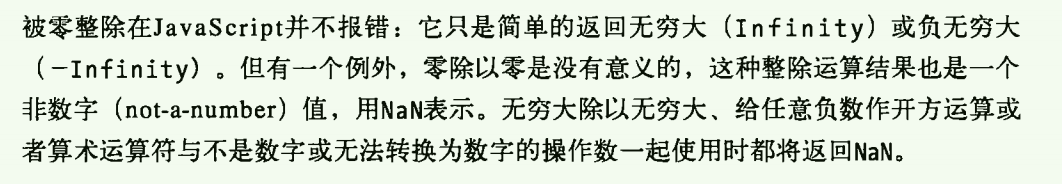 被零整除在JavaScript并不报错：它只是简单的返回无穷大（Infinity）或负无穷大
（-Infinity）。但有一个例外，零除以零是没有意义的，这种整除运算结果也是一个
非数字（not-a-number）值，用NaN表示。无穷大除以无穷大、给任意负数作开方运算或
者算术运算符与不是数字或无法转换为数字的操作数一起使用时都将返回NaN。